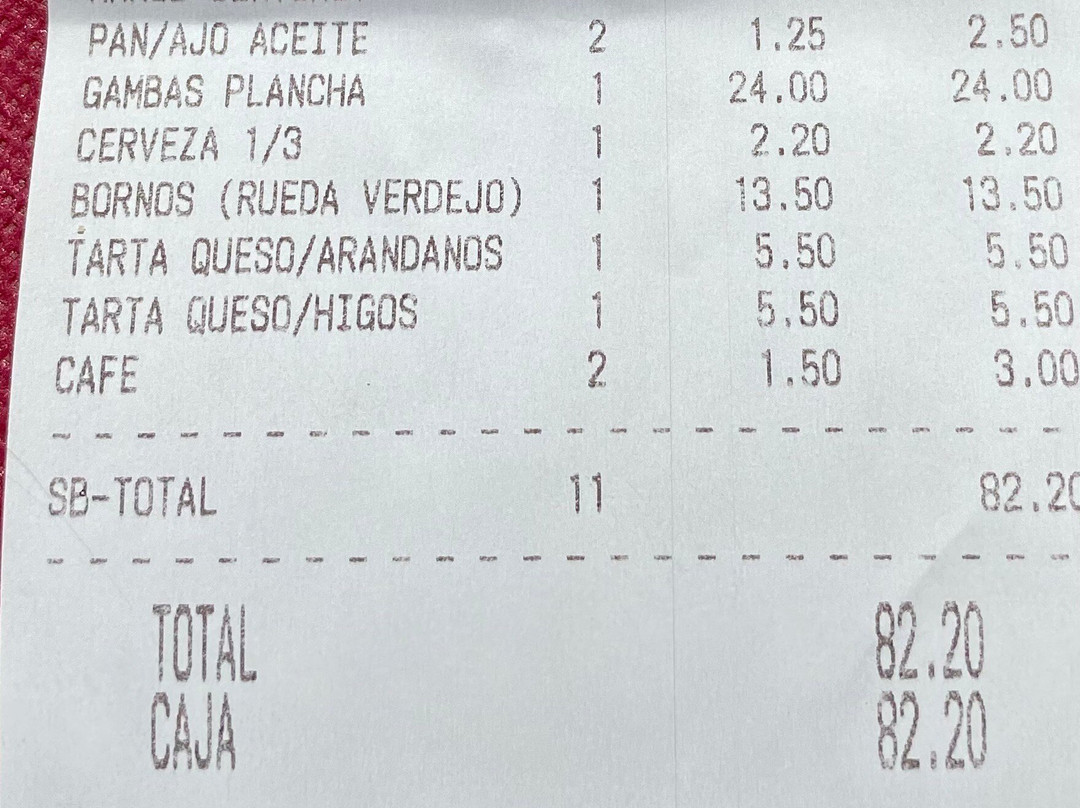 PAN/AJO ACEITE 2 1.25 2.50
GAMBAS PLANCHA 1 24.00 24.00
CERVEZA 1/3 1 2.20 2.20
BORNOS (RUEDA VERDEJO) 1 13.50 13.50
TARTA QUESO/ARANDANOS 1 5.50 5.50
TARTA QUESO/HIGOS 1 5.50 5.50
CAFE 2 1.50 3.00
SB-TOTAL 11 82.20
TOTAL 82.20
CAJA 82.20